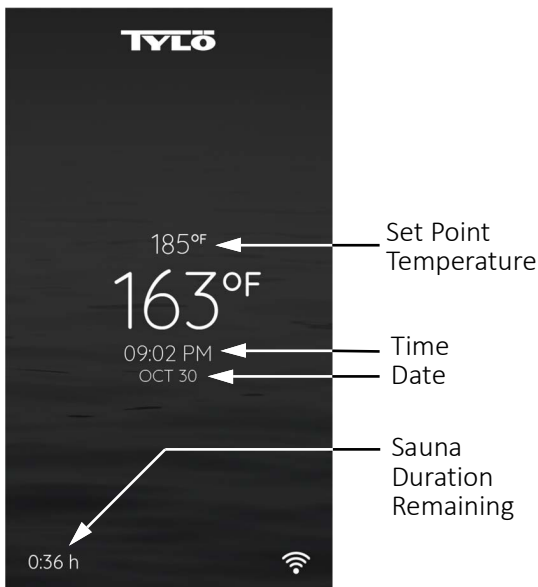 TYLÖ
185°F
Set Point
Temperature
163°F
09:02 PM
Time
OCT 30
Date
Sauna
Duration
Remaining
0:36 h